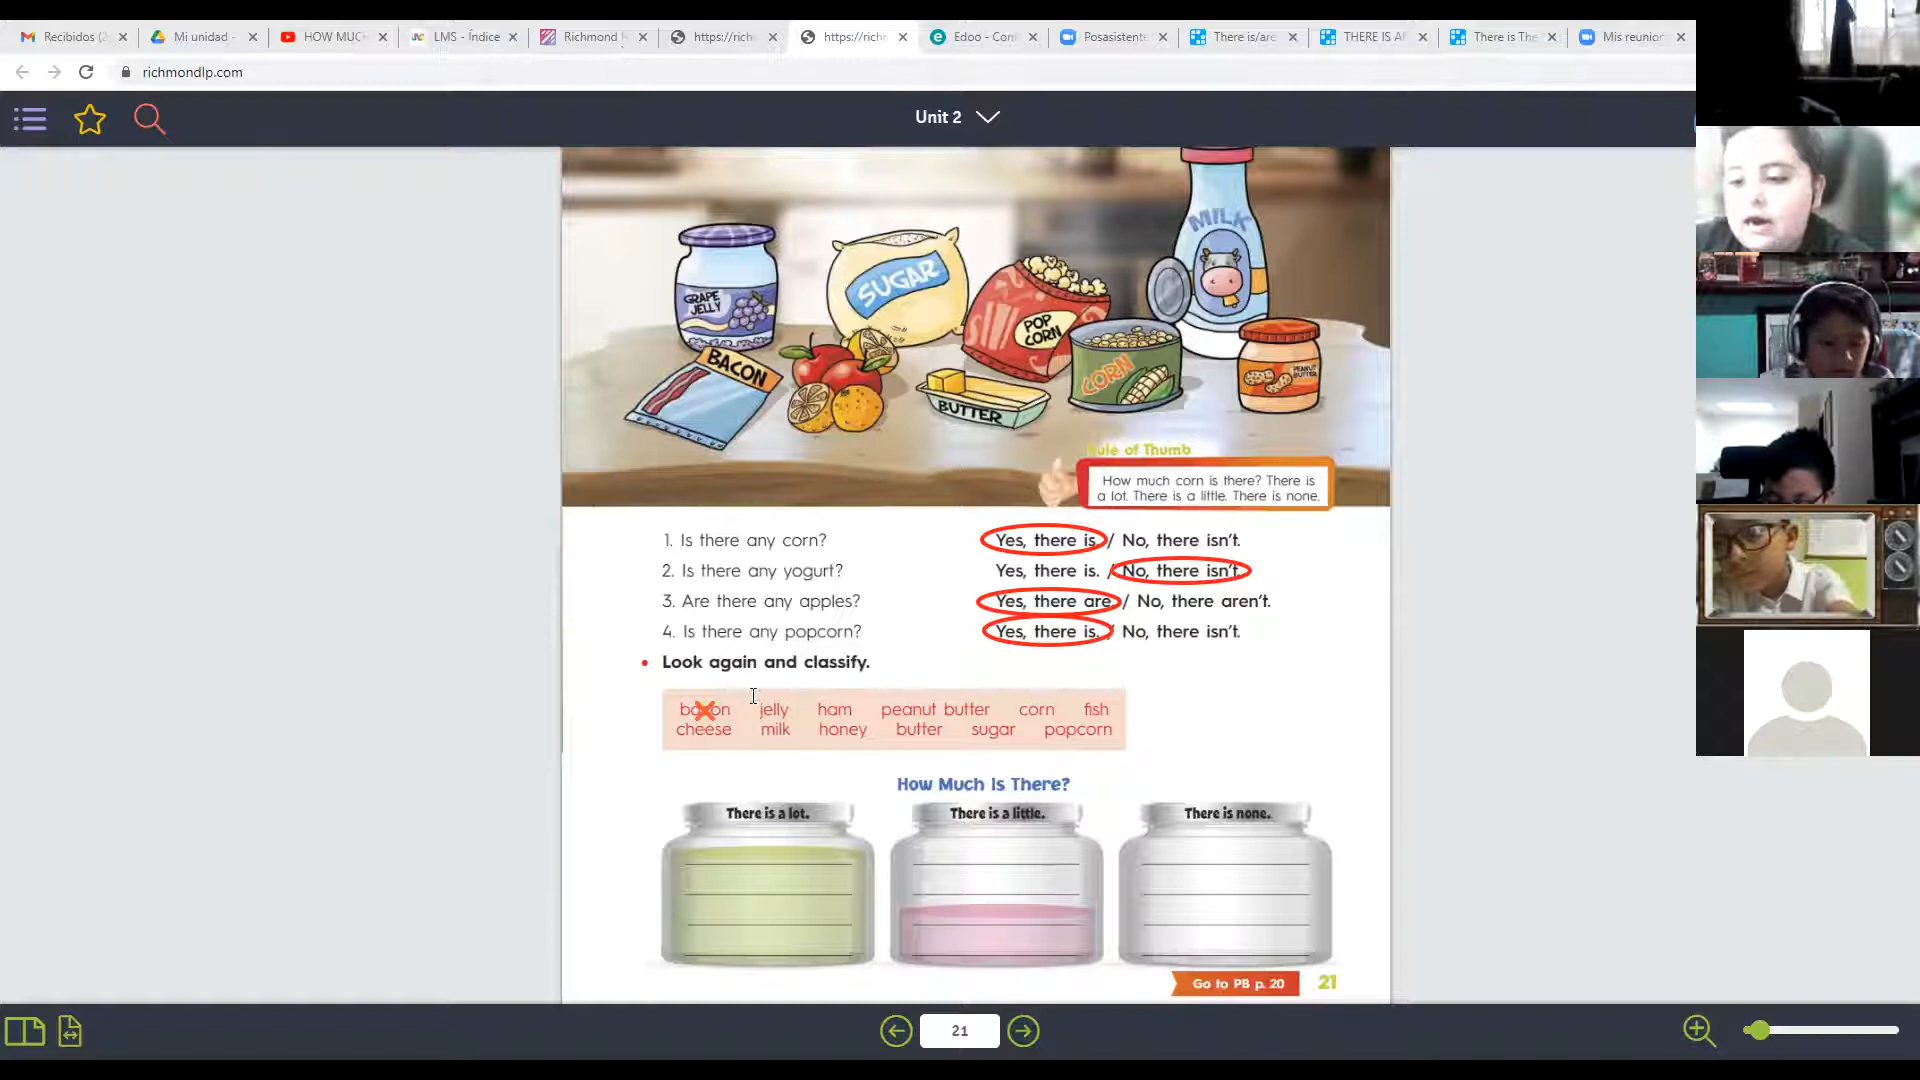 Recibidos (2
Mi unidad -
HOW MUCH
LMS - Índice
Richmond
https://rich
https://rich
Edoo - Con
Posasistente
There is/are
THERE IS A
There is The
Mis reunion
richmondlp.com
Unit 2
MILK
GRAPE JELLY
SUGAR
POP CORN
BACON
CORN
PEANUT BUTTER
BUTTER
Rule of Thumb
How much corn is there? There is
a lot. There is a little. There is none.
1. Is there any corn? Yes, there is. / No, there isn't.
2. Is there any yogurt? Yes, there is. / No, there isn't.
3. Are there any apples? Yes, there are. / No, there aren't.
4. Is there any popcorn? Yes, there is. / No, there isn't.
• Look again and classify.
bacon jelly ham peanut butter corn fish
cheese milk honey butter sugar popcorn
How Much Is There?
There is a lot. There is a little. There is none.
Go to PB p. 20 21
21